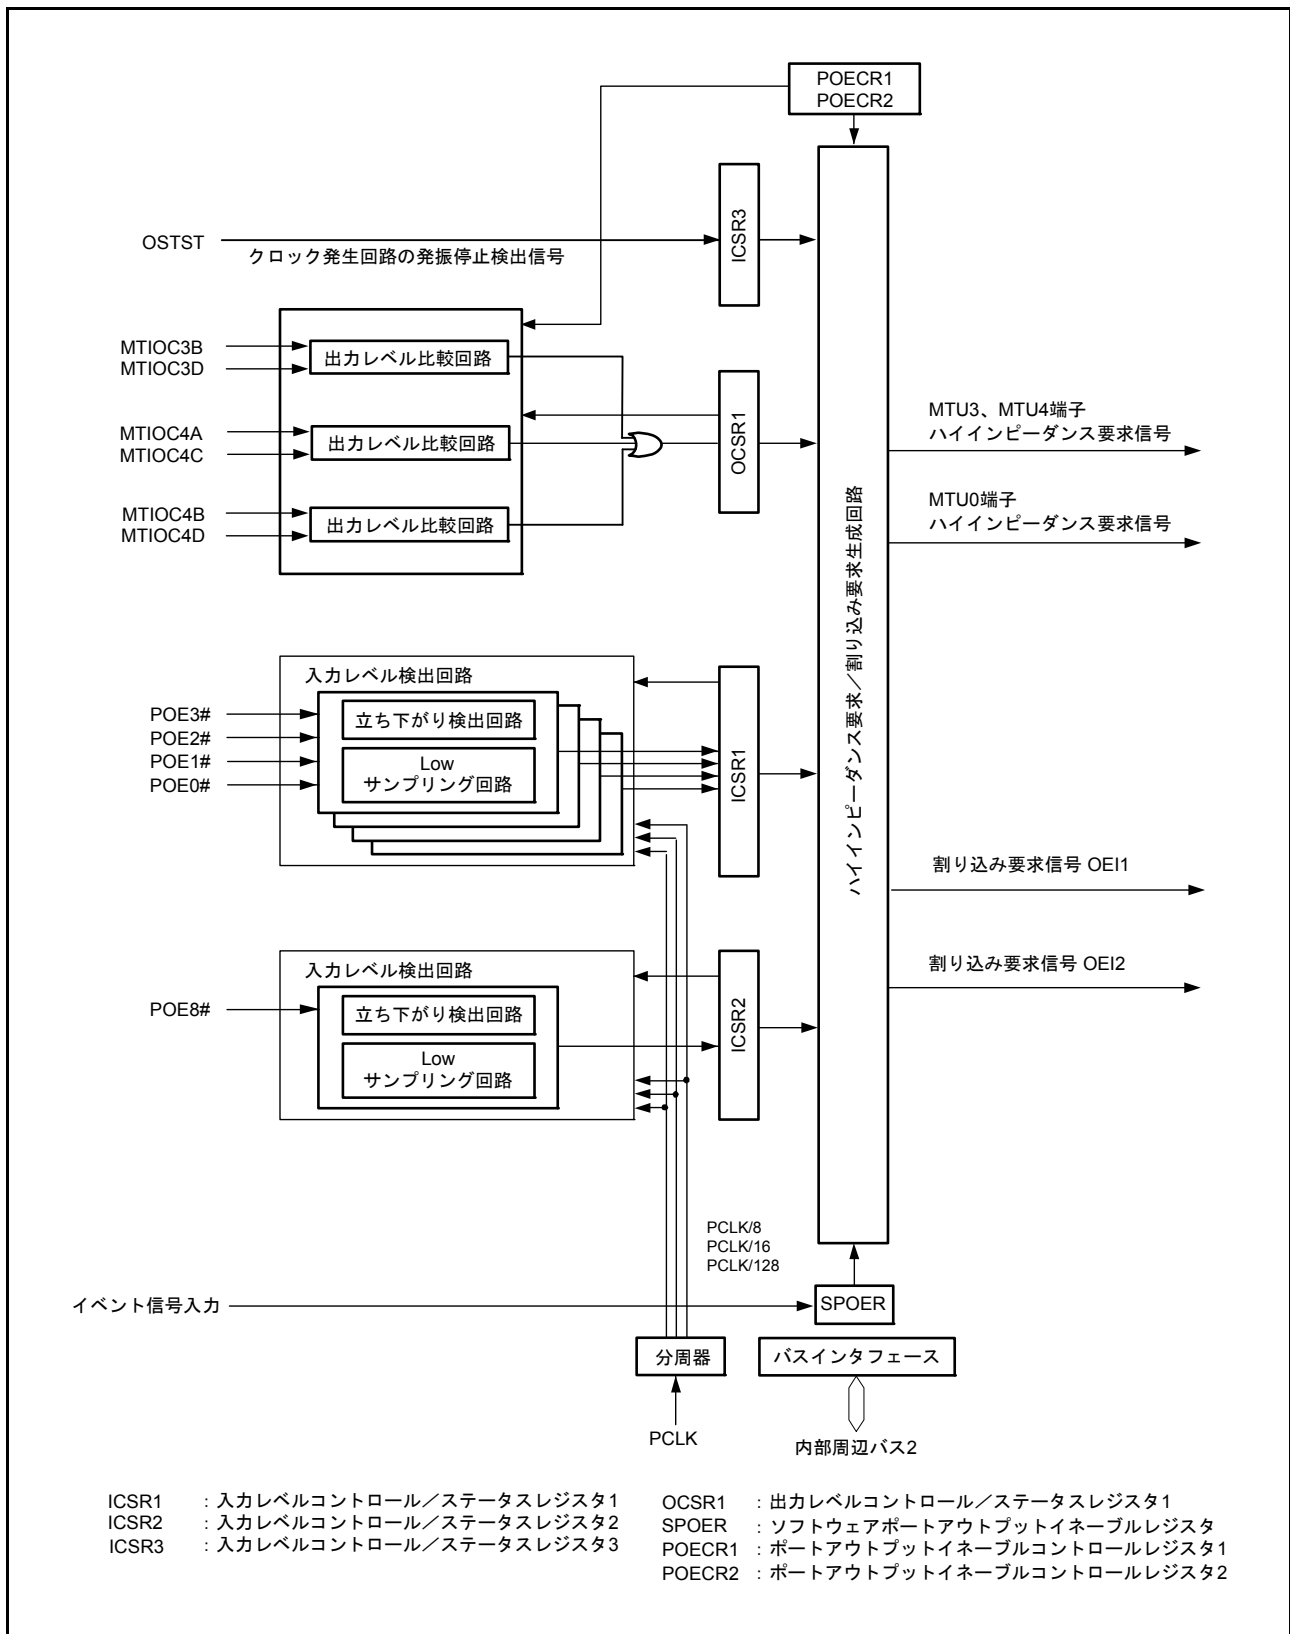 POECR1
POECR2
ICSR3
OSTST
クロック発生回路の発振停止検出信号
MTIOC3B
MTIOC3D
出力レベル比較回路
MTIOC4A
MTIOC4C
出力レベル比較回路
MTIOC4B
MTIOC4D
出力レベル比較回路
OCSR1
ハイインピーダンス要求／割り込み要求生成回路
MTU3、MTU4端子
ハイインピーダンス要求信号
MTU0端子
ハイインピーダンス要求信号
入力レベル検出回路
POE3#
POE2#
POE1#
POE0#
立ち下がり検出回路
Low
サンプリング回路
ICSR1
割り込み要求信号 OEI1
入力レベル検出回路
POE8#
立ち下がり検出回路
Low
サンプリング回路
ICSR2
割り込み要求信号 OEI2
PCLK/8
PCLK/16
PCLK/128
イベント信号入力
SPOER
分周器
バスインタフェース
PCLK
内部周辺バス2
ICSR1 : 入力レベルコントロール／ステータスレジスタ1
ICSR2 : 入力レベルコントロール／ステータスレジスタ2
ICSR3 : 入力レベルコントロール／ステータスレジスタ3
OCSR1 : 出力レベルコントロール／ステータスレジスタ1
SPOER : ソフトウェアポートアウトプットイネーブルレジスタ
POECR1 : ポートアウトプットイネーブルコントロールレジスタ1
POECR2 : ポートアウトプットイネーブルコントロールレジスタ2